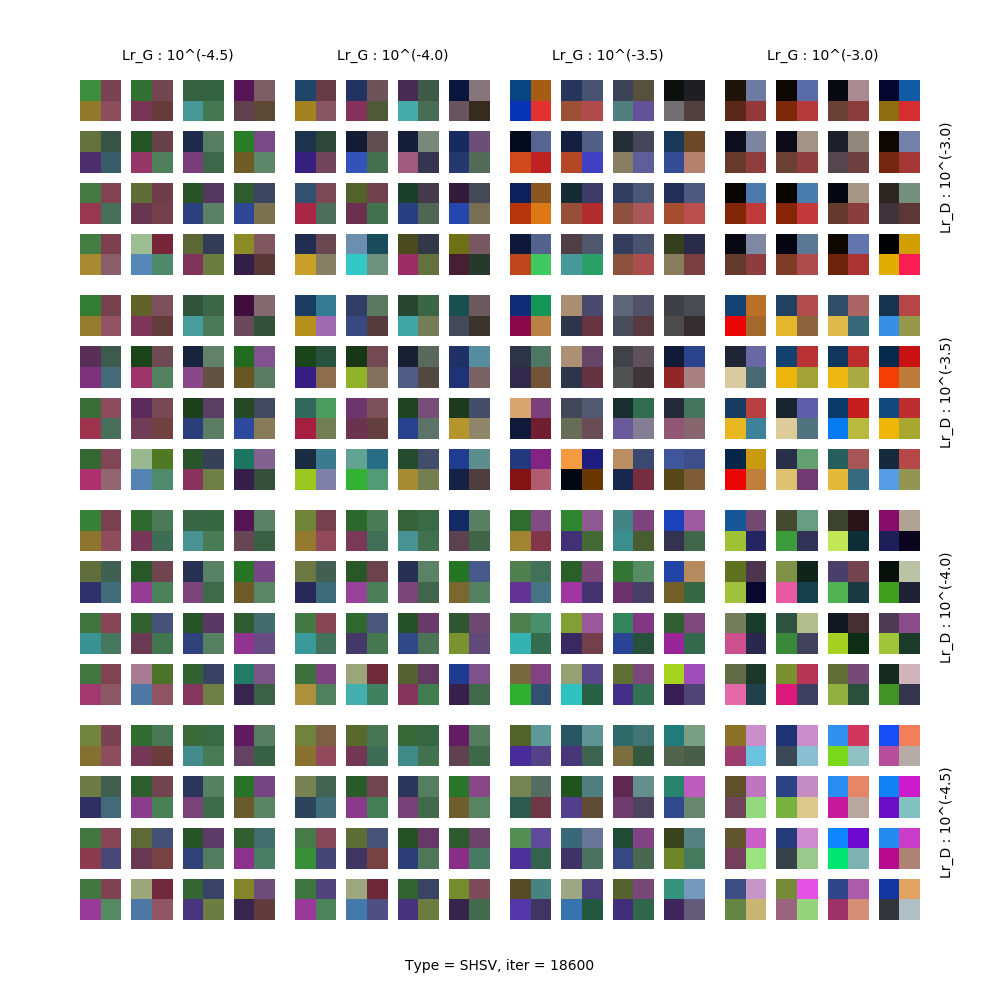 Lr_G : 10^(-4.5)
Lr_G : 10^(-4.0)
Lr_G : 10^(-3.5)
Lr_G : 10^(-3.0)
Lr_D : 10^(-3.0)
Lr_D : 10^(-3.5)
Lr_D : 10^(-4.0)
Lr_D : 10^(-4.5)
Type = SHSV, iter = 18600